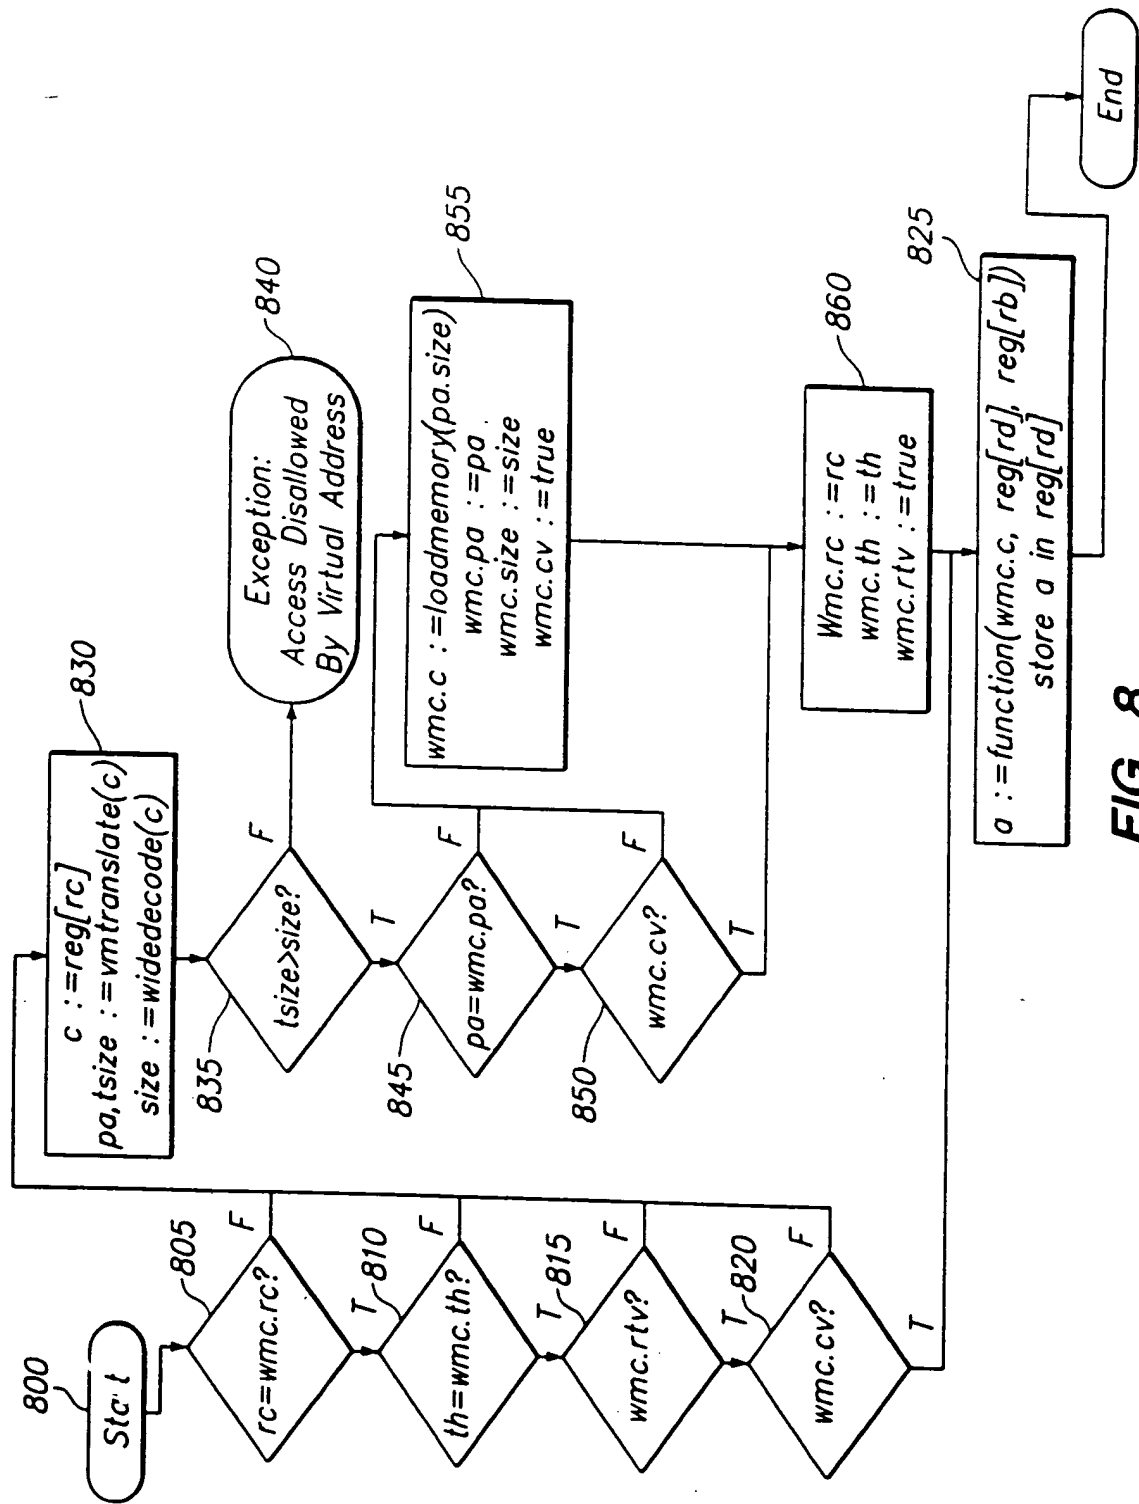 800
Start
805
rc=wmc.rc?
F
T
810
th=wmc.th?
F
T
815
wmc.rtv?
F
T
820
wmc.cv?
F
T
830
c :=reg[rc]
pa,tsize :=vmtranslate(c)
size :=widedecode(c)
835
tsize>size?
F
T
840
Exception:
Access Disallowed
By Virtual Address
845
pa=wmc.pa?
F
T
850
wmc.cv?
F
T
855
wmc.c :=loadmemory(pa.size)
wmc.pa :=pa
wmc.size :=size
wmc.cv :=true
860
Wmc.rc :=rc
wmc.th :=th
wmc.rtv :=true
825
a :=function(wmc.c, reg[rd], reg[rb])
store a in reg[rd]
End
FIG. 8